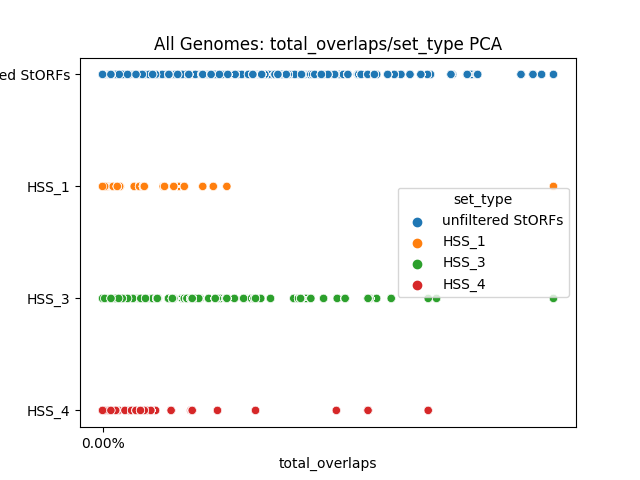 All Genomes: total_overlaps/set_type PCA
ed StORFs
HSS_1
HSS_3
HSS_4
set_type
unfiltered StORFs
HSS_1
HSS_3
HSS_4
0.00%
total_overlaps